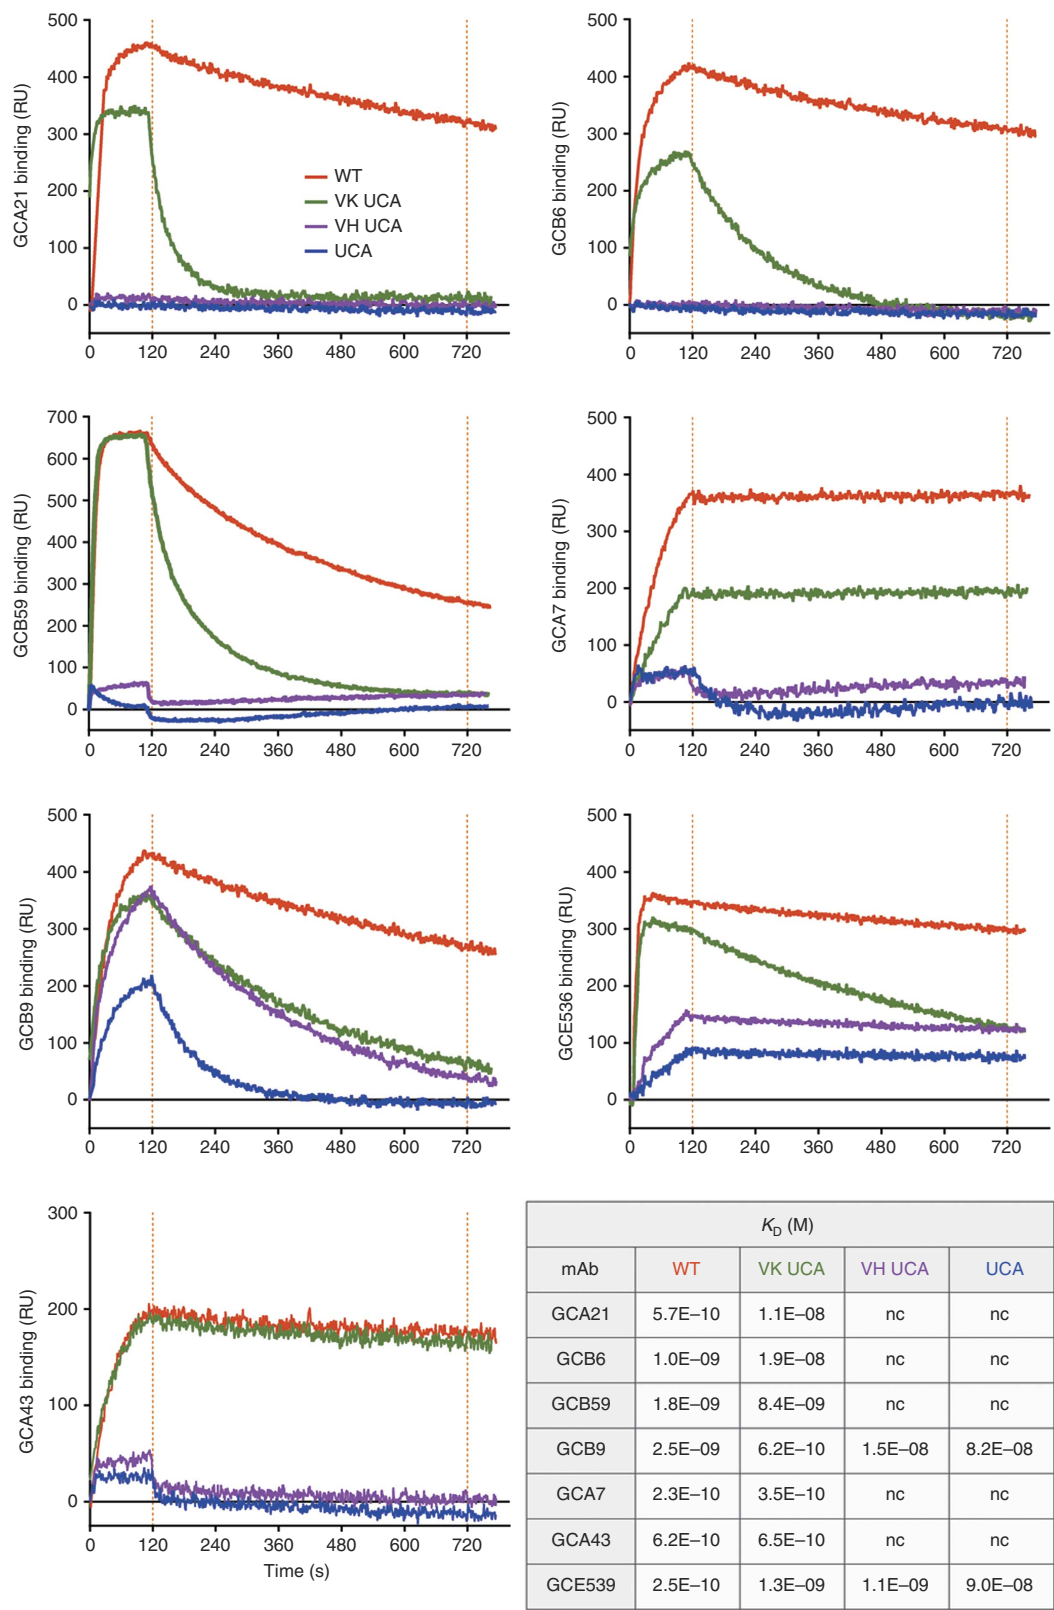 GCA21 binding (RU)
500
400
300
200
100
0
WT
VK UCA
VH UCA
UCA
0 120 240 360 480 600 720
GCB6 binding (RU)
500
400
300
200
100
0
0 120 240 360 480 600 720
GCB59 binding (RU)
700
600
500
400
300
200
100
0
0 120 240 360 480 600 720
GCA7 binding (RU)
500
400
300
200
100
0
0 120 240 360 480 600 720
GCB9 binding (RU)
500
400
300
200
100
0
0 120 240 360 480 600 720
GCE536 binding (RU)
500
400
300
200
100
0
0 120 240 360 480 600 720
GCA43 binding (RU)
300
200
100
0
0 120 240 360 480 600 720
Time (s)
KD (M)
mAb WT VK UCA VH UCA UCA
GCA21 5.7E–10 1.1E–08 nc nc
GCB6 1.0E–09 1.9E–08 nc nc
GCB59 1.8E–09 8.4E–09 nc nc
GCB9 2.5E–09 6.2E–10 1.5E–08 8.2E–08
GCA7 2.3E–10 3.5E–10 nc nc
GCA43 6.2E–10 6.5E–10 nc nc
GCE539 2.5E–10 1.3E–09 1.1E–09 9.0E–08